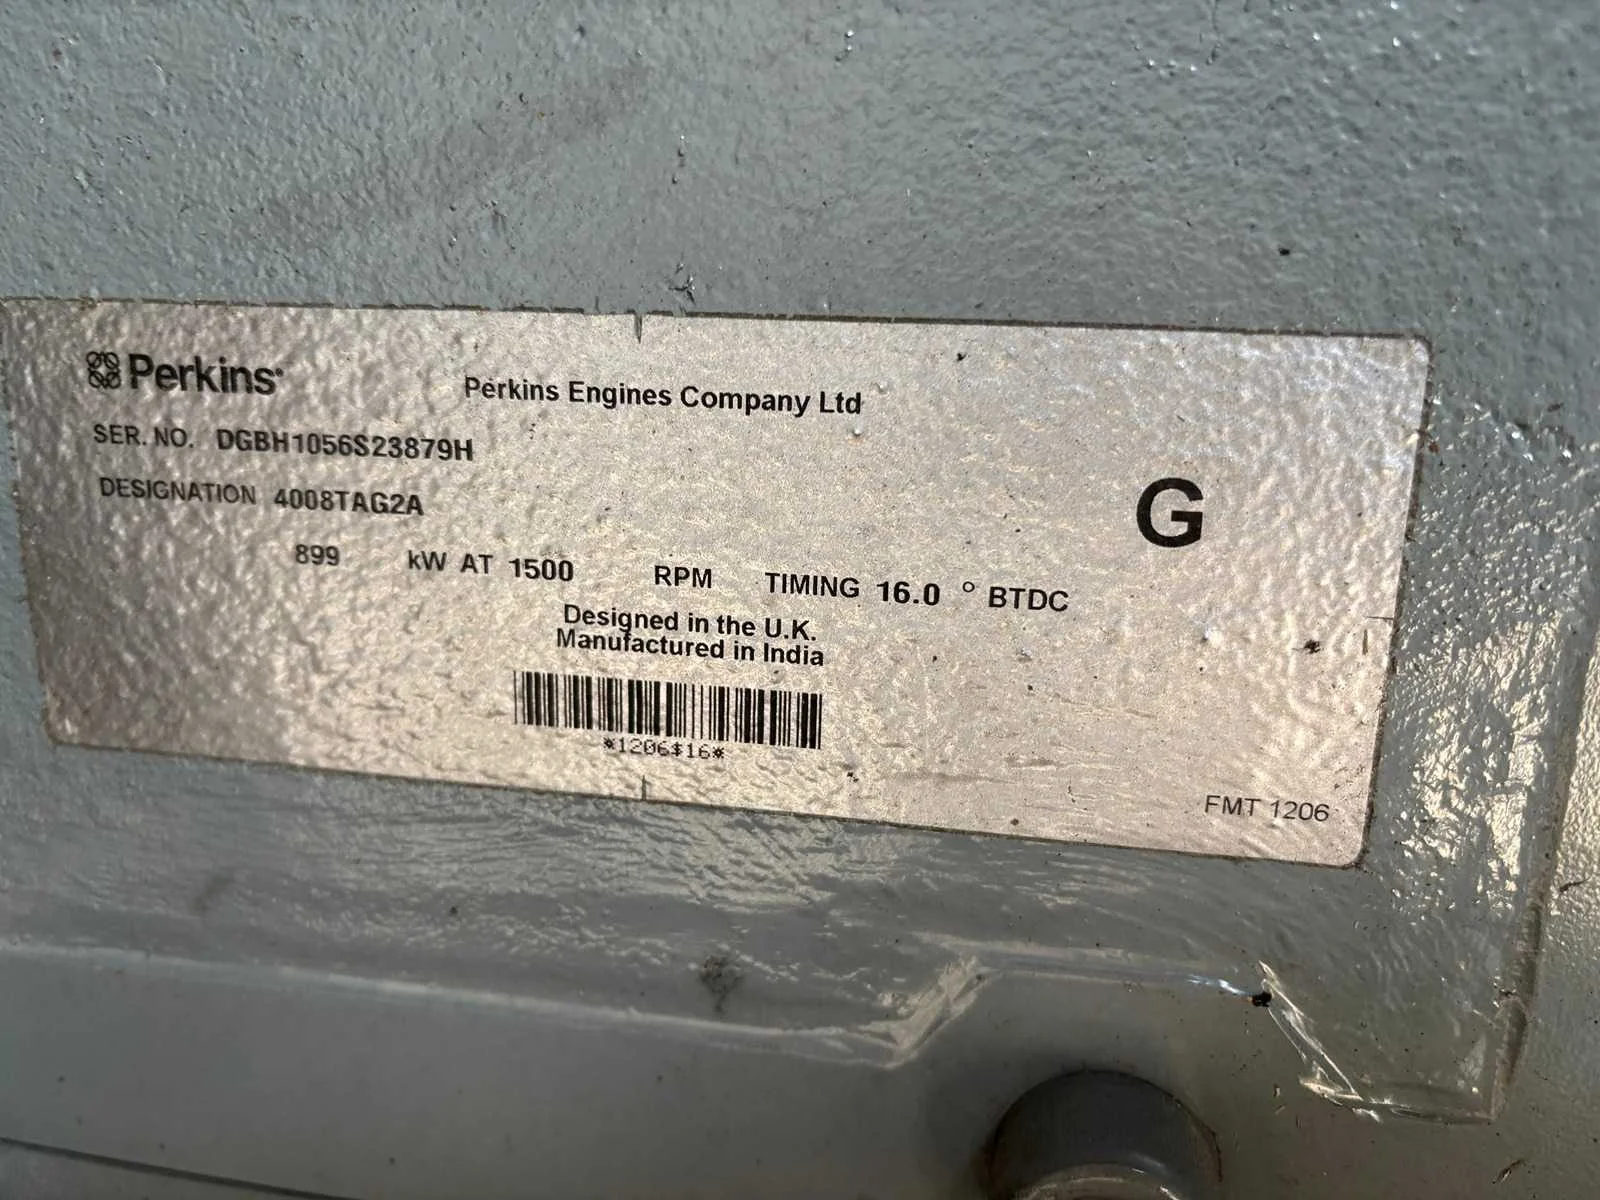 Perkins
Perkins Engines Company Ltd
SER. NO. DGBH1056S23879H
DESIGNATION 4008TAG2A
G
899 kW AT 1500 RPM TIMING 16.0 ° BTDC
Designed in the U.K.
Manufactured in India
*1206$16*
FMT 1206